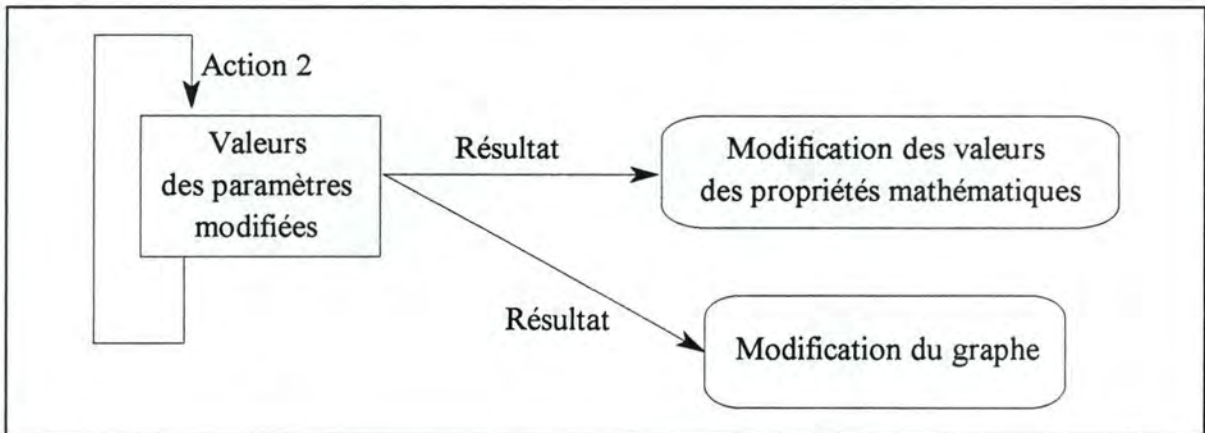 Action 2
Valeurs
des paramètres
modifiées
Résultat
Modification des valeurs
des propriétés mathématiques
Résultat
Modification du graphe